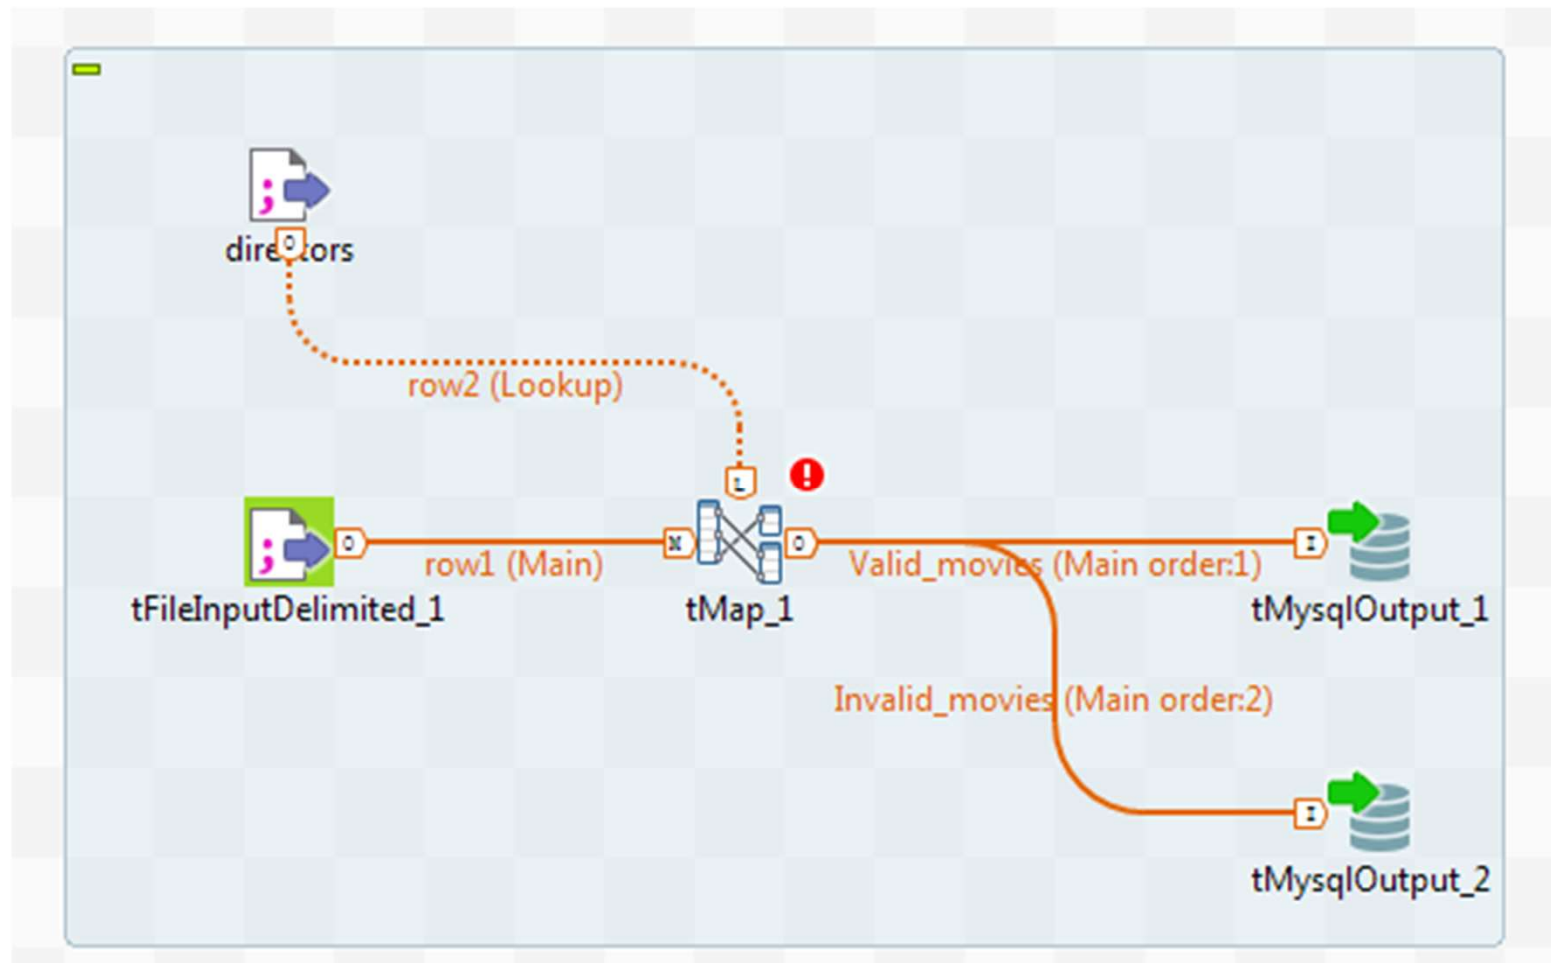 directors
row2 (Lookup)
L
row1 (Main)
Valid_movies (Main order:1)
tFileInputDelimited_1
tMap_1
tMysqlOutput_1
Invalid_movies (Main order:2)
tMysqlOutput_2